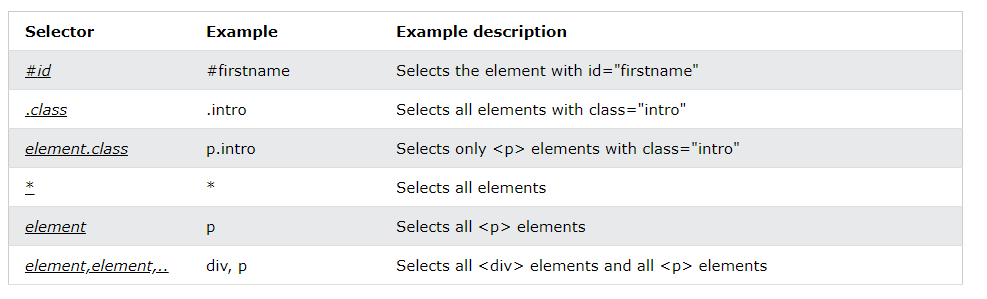 Selector Example Example description
#id #firstname Selects the element with id="firstname"
.class .intro Selects all elements with class="intro"
element.class p.intro Selects only <p> elements with class="intro"
* * Selects all elements
element p Selects all <p> elements
element,element,.. div, p Selects all <div> elements and all <p> elements